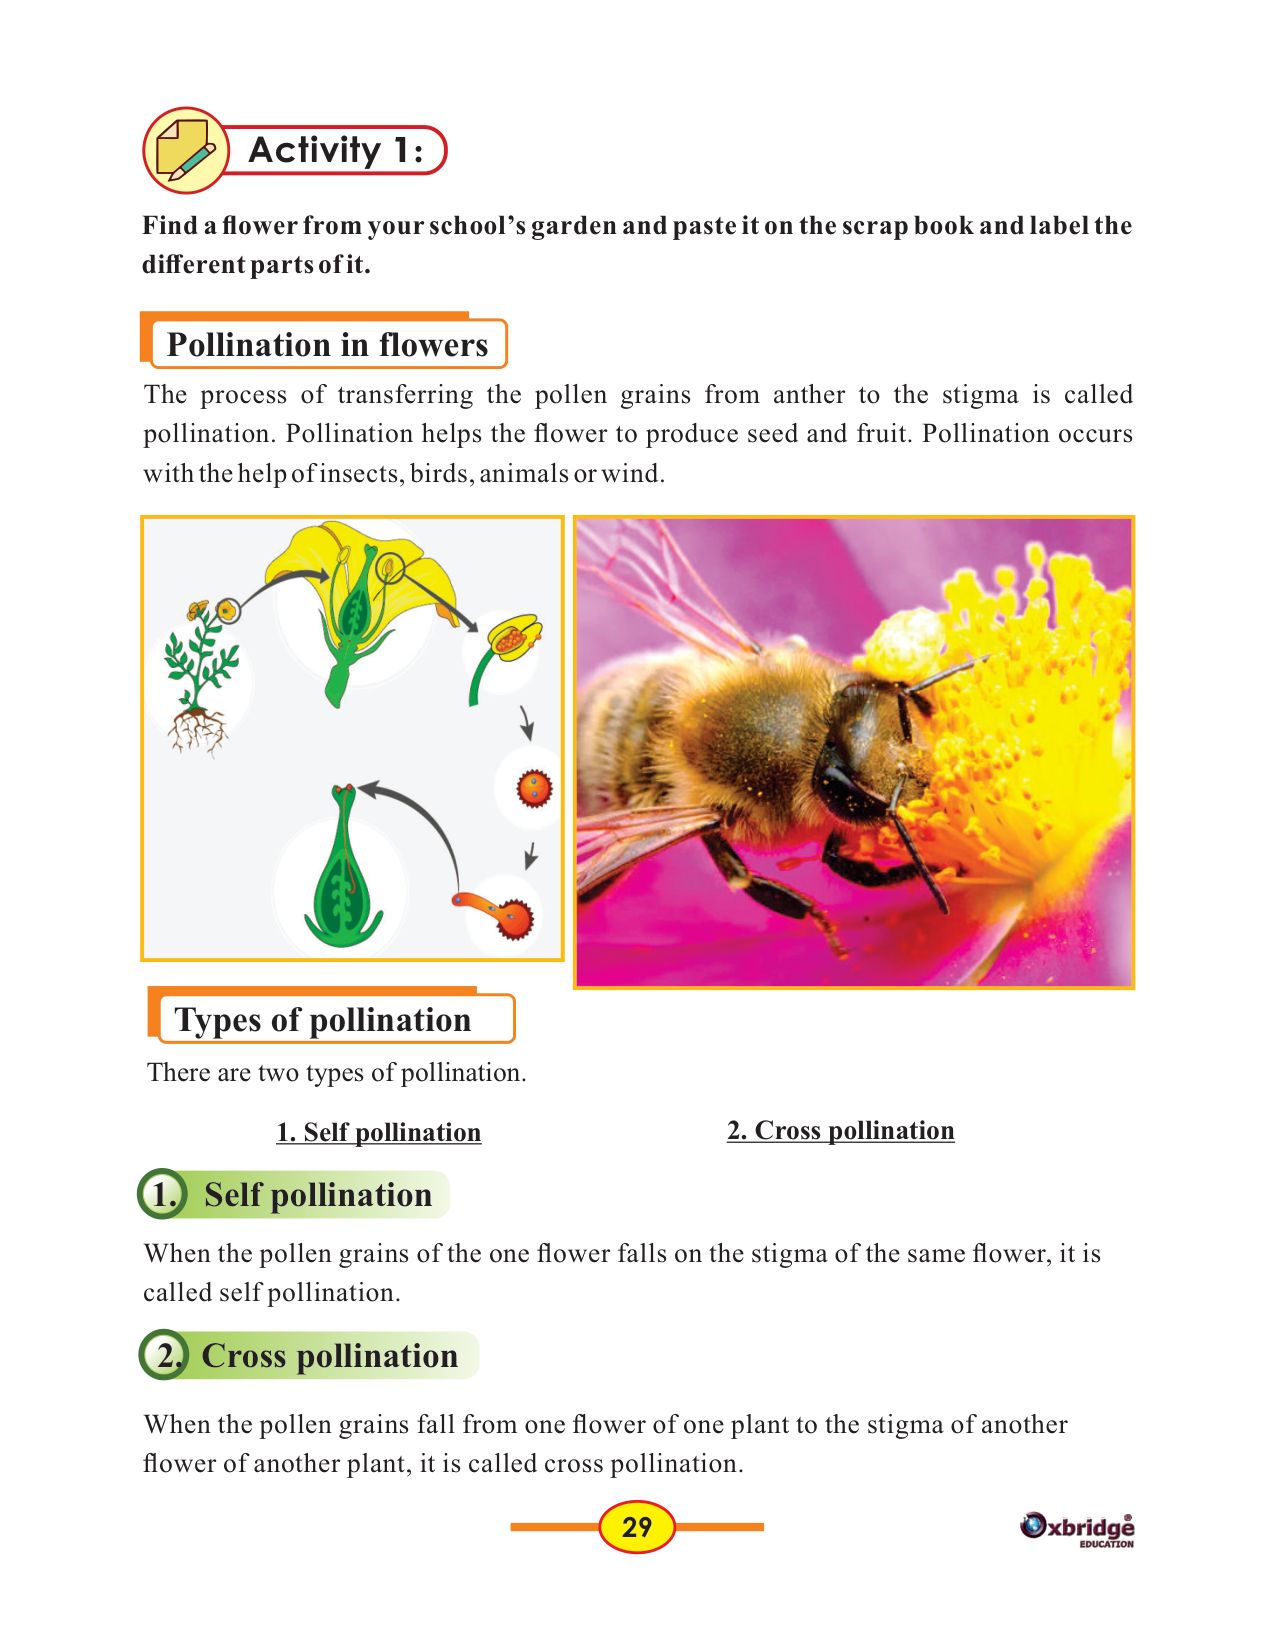 Activity 1:
Find a flower from your school’s garden and paste it on the scrap book and label the
different parts of it.
Pollination in flowers
The process of transferring the pollen grains from anther to the stigma is called
pollination. Pollination helps the flower to produce seed and fruit. Pollination occurs
with the help of insects, birds, animals or wind.
Types of pollination
There are two types of pollination.
1. Self pollination
2. Cross pollination
1. Self pollination
When the pollen grains of the one flower falls on the stigma of the same flower, it is
called self pollination.
2. Cross pollination
When the pollen grains fall from one flower of one plant to the stigma of another
flower of another plant, it is called cross pollination.
29
Oxbridge®
EDUCATION